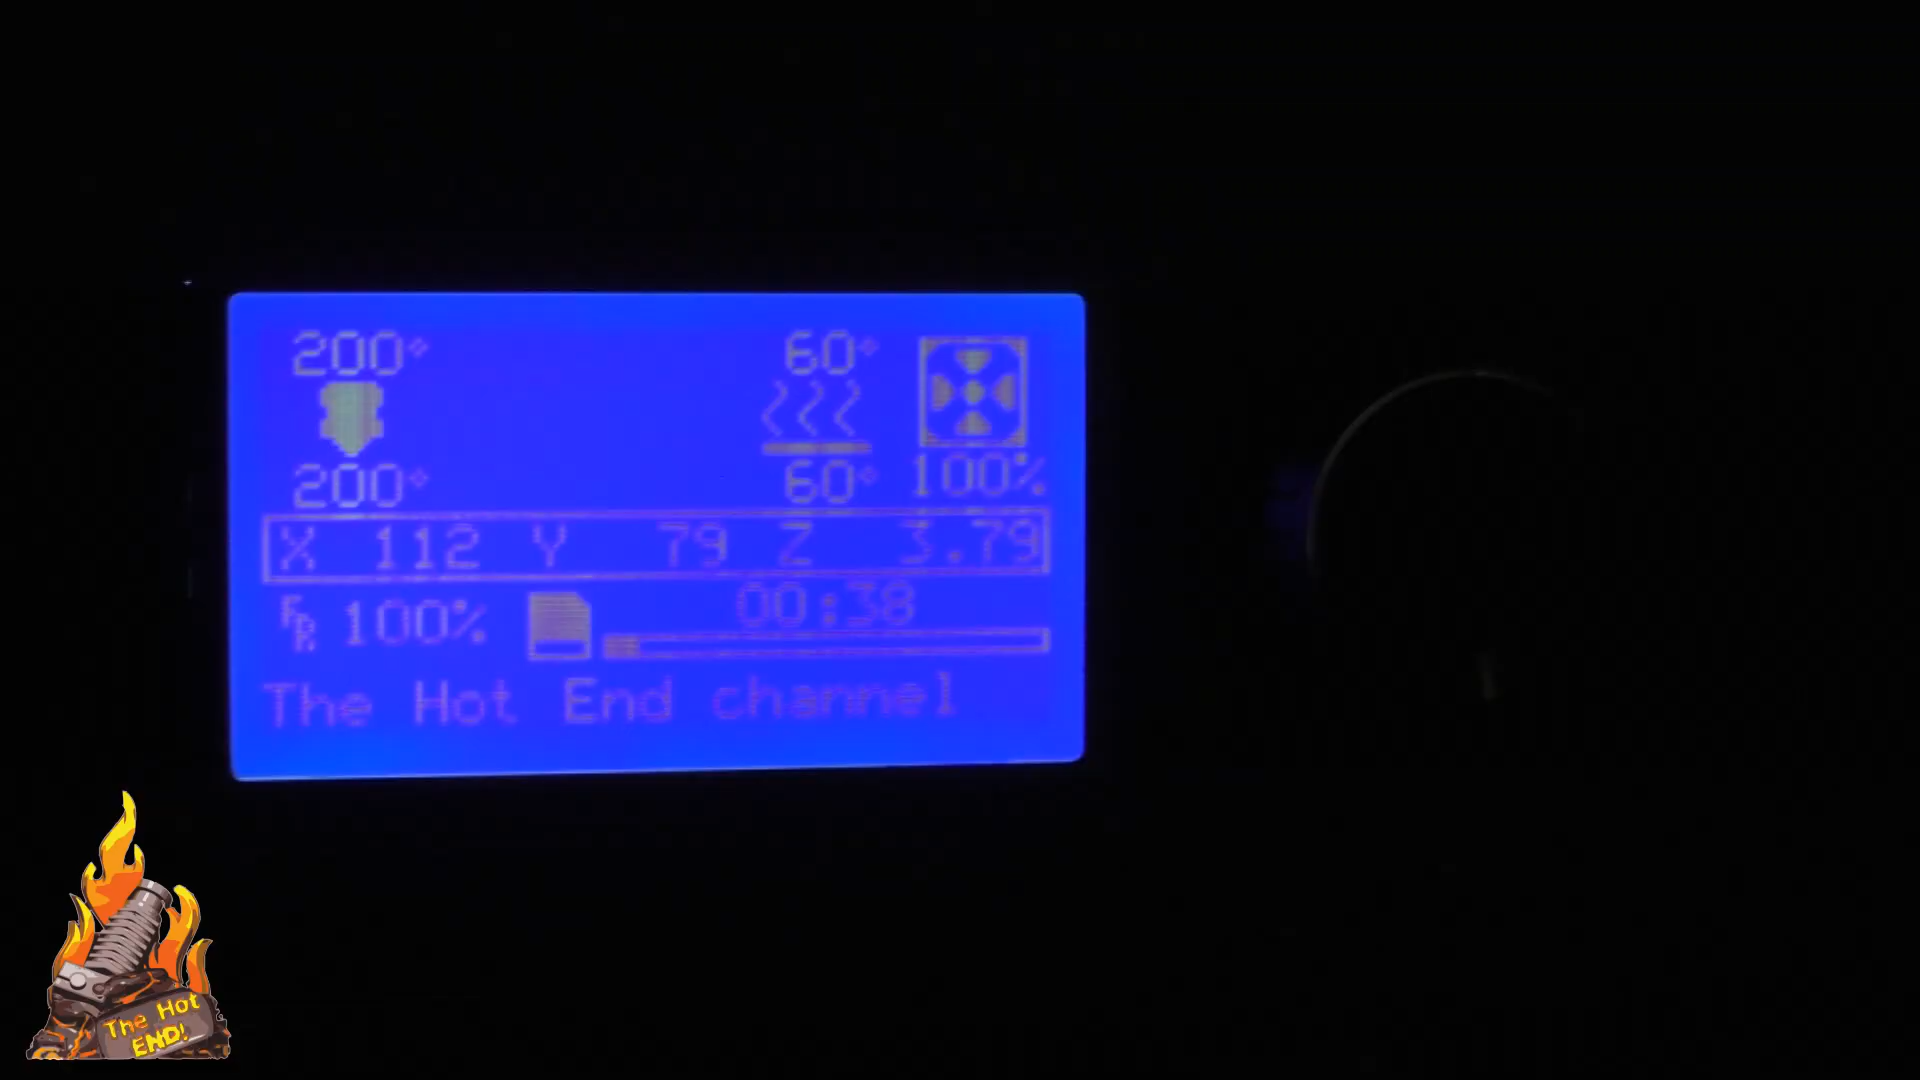 200° 60°
200° 60° 100%
X 112 Y 79 Z 3.79
00:38
FR 100%
The Hot End channel
The Hot
END!